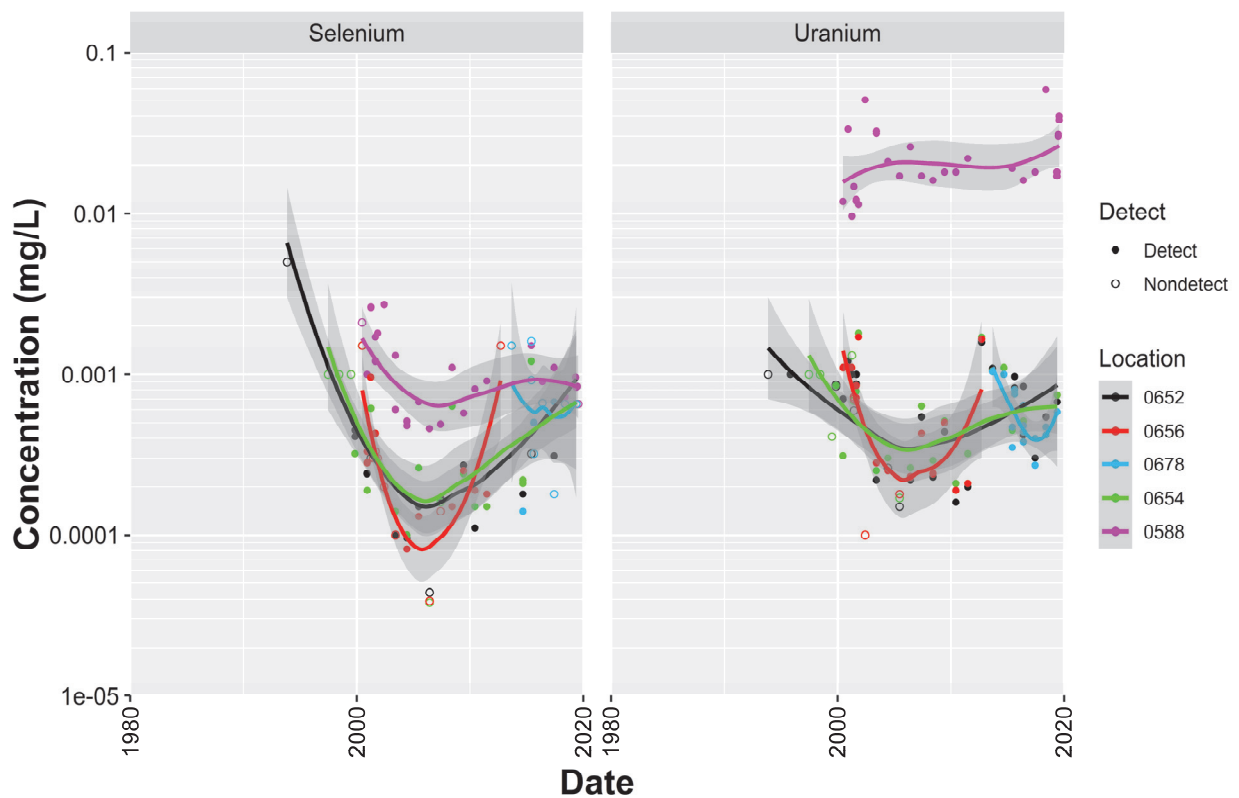 Selenium
Uranium
Concentration (mg/L)
0.1
0.01
0.001
0.0001
1e-05
1980
2000
2020
1980
2000
2020
Date
Detect
Detect
Nondetect
Location
0652
0656
0678
0654
0588